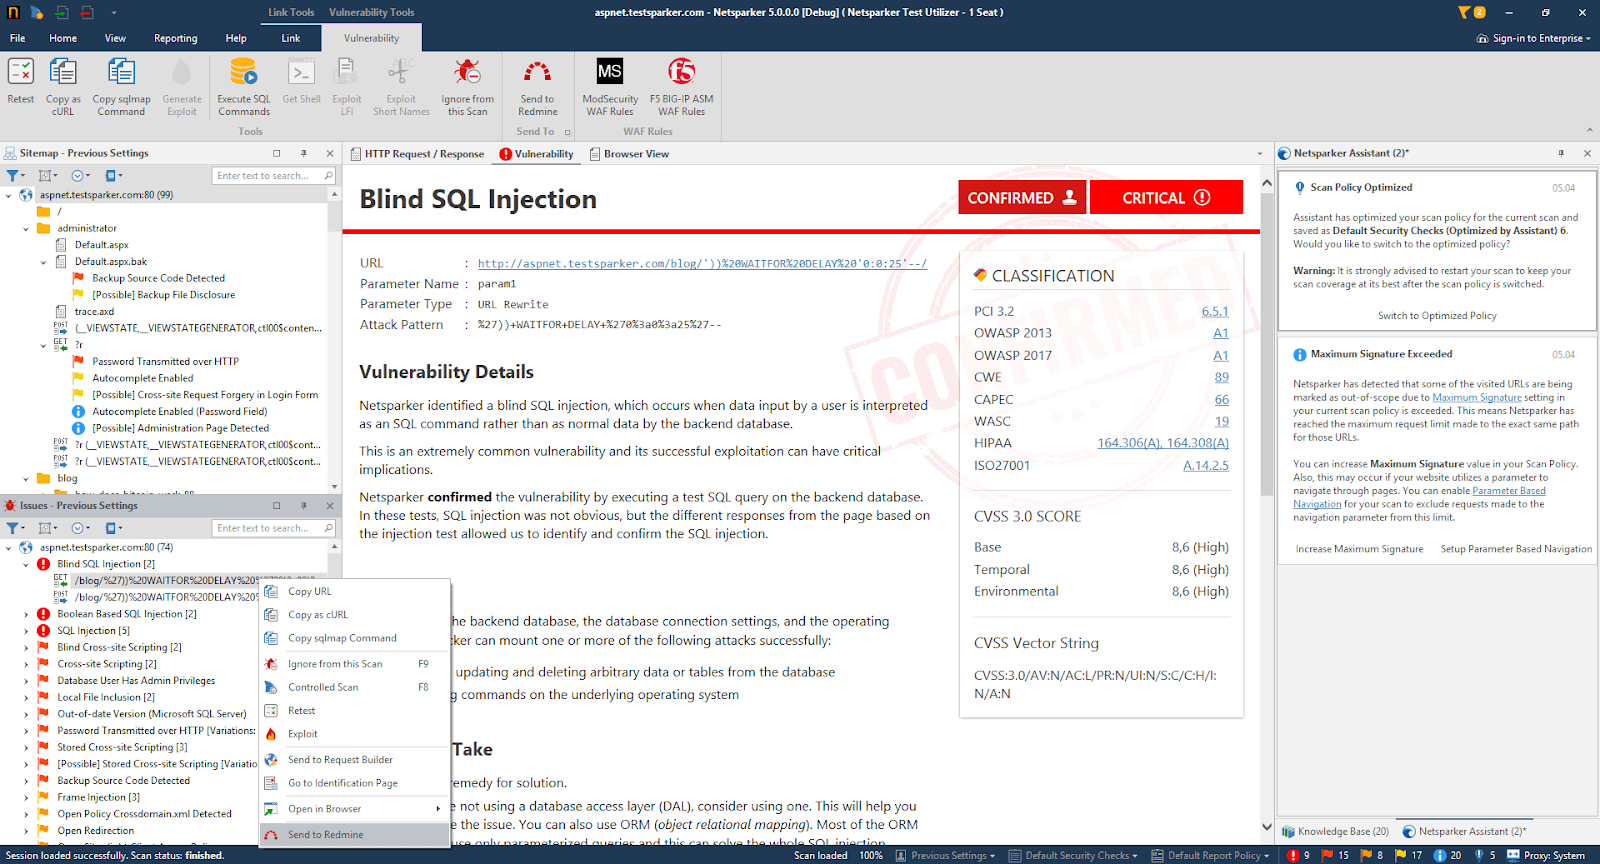 Link Tools
Vulnerability Tools
aspnet.testsparker.com - Netsparker 5.0.0.0 [Debug] ( Netsparker Test Utilizer - 1 Seat )
2
File
Home
View
Reporting
Help
Link
Vulnerability
Sign-in to Enterprise
Retest
Copy as cURL
Copy sqlmap Command
Generate Exploit
Execute SQL Commands
Get Shell
Exploit LFI
Exploit Short Names
Ignore from this Scan
Send to Redmine
MS
ModSecurity WAF Rules
F5 BIG-IP ASM WAF Rules
Tools
Send To
WAF Rules
Sitemap - Previous Settings
Enter text to search...
aspnet.testsparker.com:80 (99)
/
administrator
Default.aspx
Default.aspx.bak
Backup Source Code Detected
[Possible] Backup File Disclosure
trace.axd
POST (__VIEWSTATE,__VIEWSTATEGENERATOR,ctl00$conten...
GET ?r
Password Transmitted over HTTP
Autocomplete Enabled
[Possible] Cross-site Request Forgery in Login Form
Autocomplete Enabled (Password Field)
[Possible] Administration Page Detected
POST ?r (__VIEWSTATE,__VIEWSTATEGENERATOR,ctl00$cont...
POST ?r (__VIEWSTATE,__VIEWSTATEGENERATOR,ctl00$cont...
blog
Issues - Previous Settings
Enter text to search...
aspnet.testsparker.com:80 (74)
Blind SQL Injection [2]
GET /blog/%27))%20WAITFOR%20DELAY%20
POST /blog/%27))%20WAITFOR%20DELAY%20
Boolean Based SQL Injection [2]
SQL Injection [5]
Blind Cross-site Scripting [2]
Cross-site Scripting [2]
Database User Has Admin Privileges
Local File Inclusion [2]
Out-of-date Version (Microsoft SQL Server)
Password Transmitted over HTTP [Variations:
Stored Cross-site Scripting [3]
[Possible] Stored Cross-site Scripting [Variatio
Backup Source Code Detected
Frame Injection [3]
Open Policy Crossdomain.xml Detected
Open Redirection
Copy URL
Copy as cURL
Copy sqlmap Command
Ignore from this Scan F9
Controlled Scan F8
Retest
Exploit
Send to Request Builder
Go to Identification Page
Open in Browser
Send to Redmine
HTTP Request / Response
Vulnerability
Browser View
Blind SQL Injection
CONFIRMED
CRITICAL
URL : http://aspnet.testsparker.com/blog/'))%20WAITFOR%20DELAY%20'0:0:25'--/
Parameter Name : param1
Parameter Type : URL Rewrite
Attack Pattern : %27))+WAITFOR+DELAY+%270%3a0%3a25%27--
Vulnerability Details
Netsparker identified a blind SQL injection, which occurs when data input by a user is interpreted
as an SQL command rather than as normal data by the backend database.
This is an extremely common vulnerability and its successful exploitation can have critical
implications.
Netsparker confirmed the vulnerability by executing a test SQL query on the backend database.
In these tests, SQL injection was not obvious, but the different responses from the page based on
the injection test allowed us to identify and confirm the SQL injection.
the backend database, the database connection settings, and the operating
cker can mount one or more of the following attacks successfully:
updating and deleting arbitrary data or tables from the database
g commands on the underlying operating system
Take
remedy for solution.
e not using a database access layer (DAL), consider using one. This will help you
e the issue. You can also use ORM (object relational mapping). Most of the ORM
use only parameterized queries and this can solve the whole SQL injection
CONFIRMED
CLASSIFICATION
PCI 3.2 6.5.1
OWASP 2013 A1
OWASP 2017 A1
CWE 89
CAPEC 66
WASC 19
HIPAA 164.306(A), 164.308(A)
ISO27001 A.14.2.5
CVSS 3.0 SCORE
Base 8,6 (High)
Temporal 8,6 (High)
Environmental 8,6 (High)
CVSS Vector String
CVSS:3.0/AV:N/AC:L/PR:N/UI:N/S:C/C:H/I:
N/A:N
Netsparker Assistant (2)*
Scan Policy Optimized 05.04
Assistant has optimized your scan policy for the current scan and
saved as Default Security Checks (Optimized by Assistant) 6.
Would you like to switch to the optimized policy?
Warning: It is strongly advised to restart your scan to keep your
scan coverage at its best after the scan policy is switched.
Switch to Optimized Policy
Maximum Signature Exceeded 05.04
Netsparker has detected that some of the visited URLs are being
marked as out-of-scope due to Maximum Signature setting in
your current scan policy is exceeded. This means Netsparker has
reached the maximum request limit made to the exact same path
for those URLs.
You can increase Maximum Signature value in your Scan Policy.
Also, this may occur if your website utilizes a parameter to
navigate through pages. You can enable Parameter Based
Navigation for your scan to exclude requests made to the
navigation parameter from this limit.
Increase Maximum Signature
Setup Parameter Based Navigation
Knowledge Base (20)
Netsparker Assistant (2)*
Session loaded successfully. Scan status: finished.
Scan loaded 100%
Previous Settings
Default Security Checks
Default Report Policy
9
15
8
17
20
5
Proxy: System